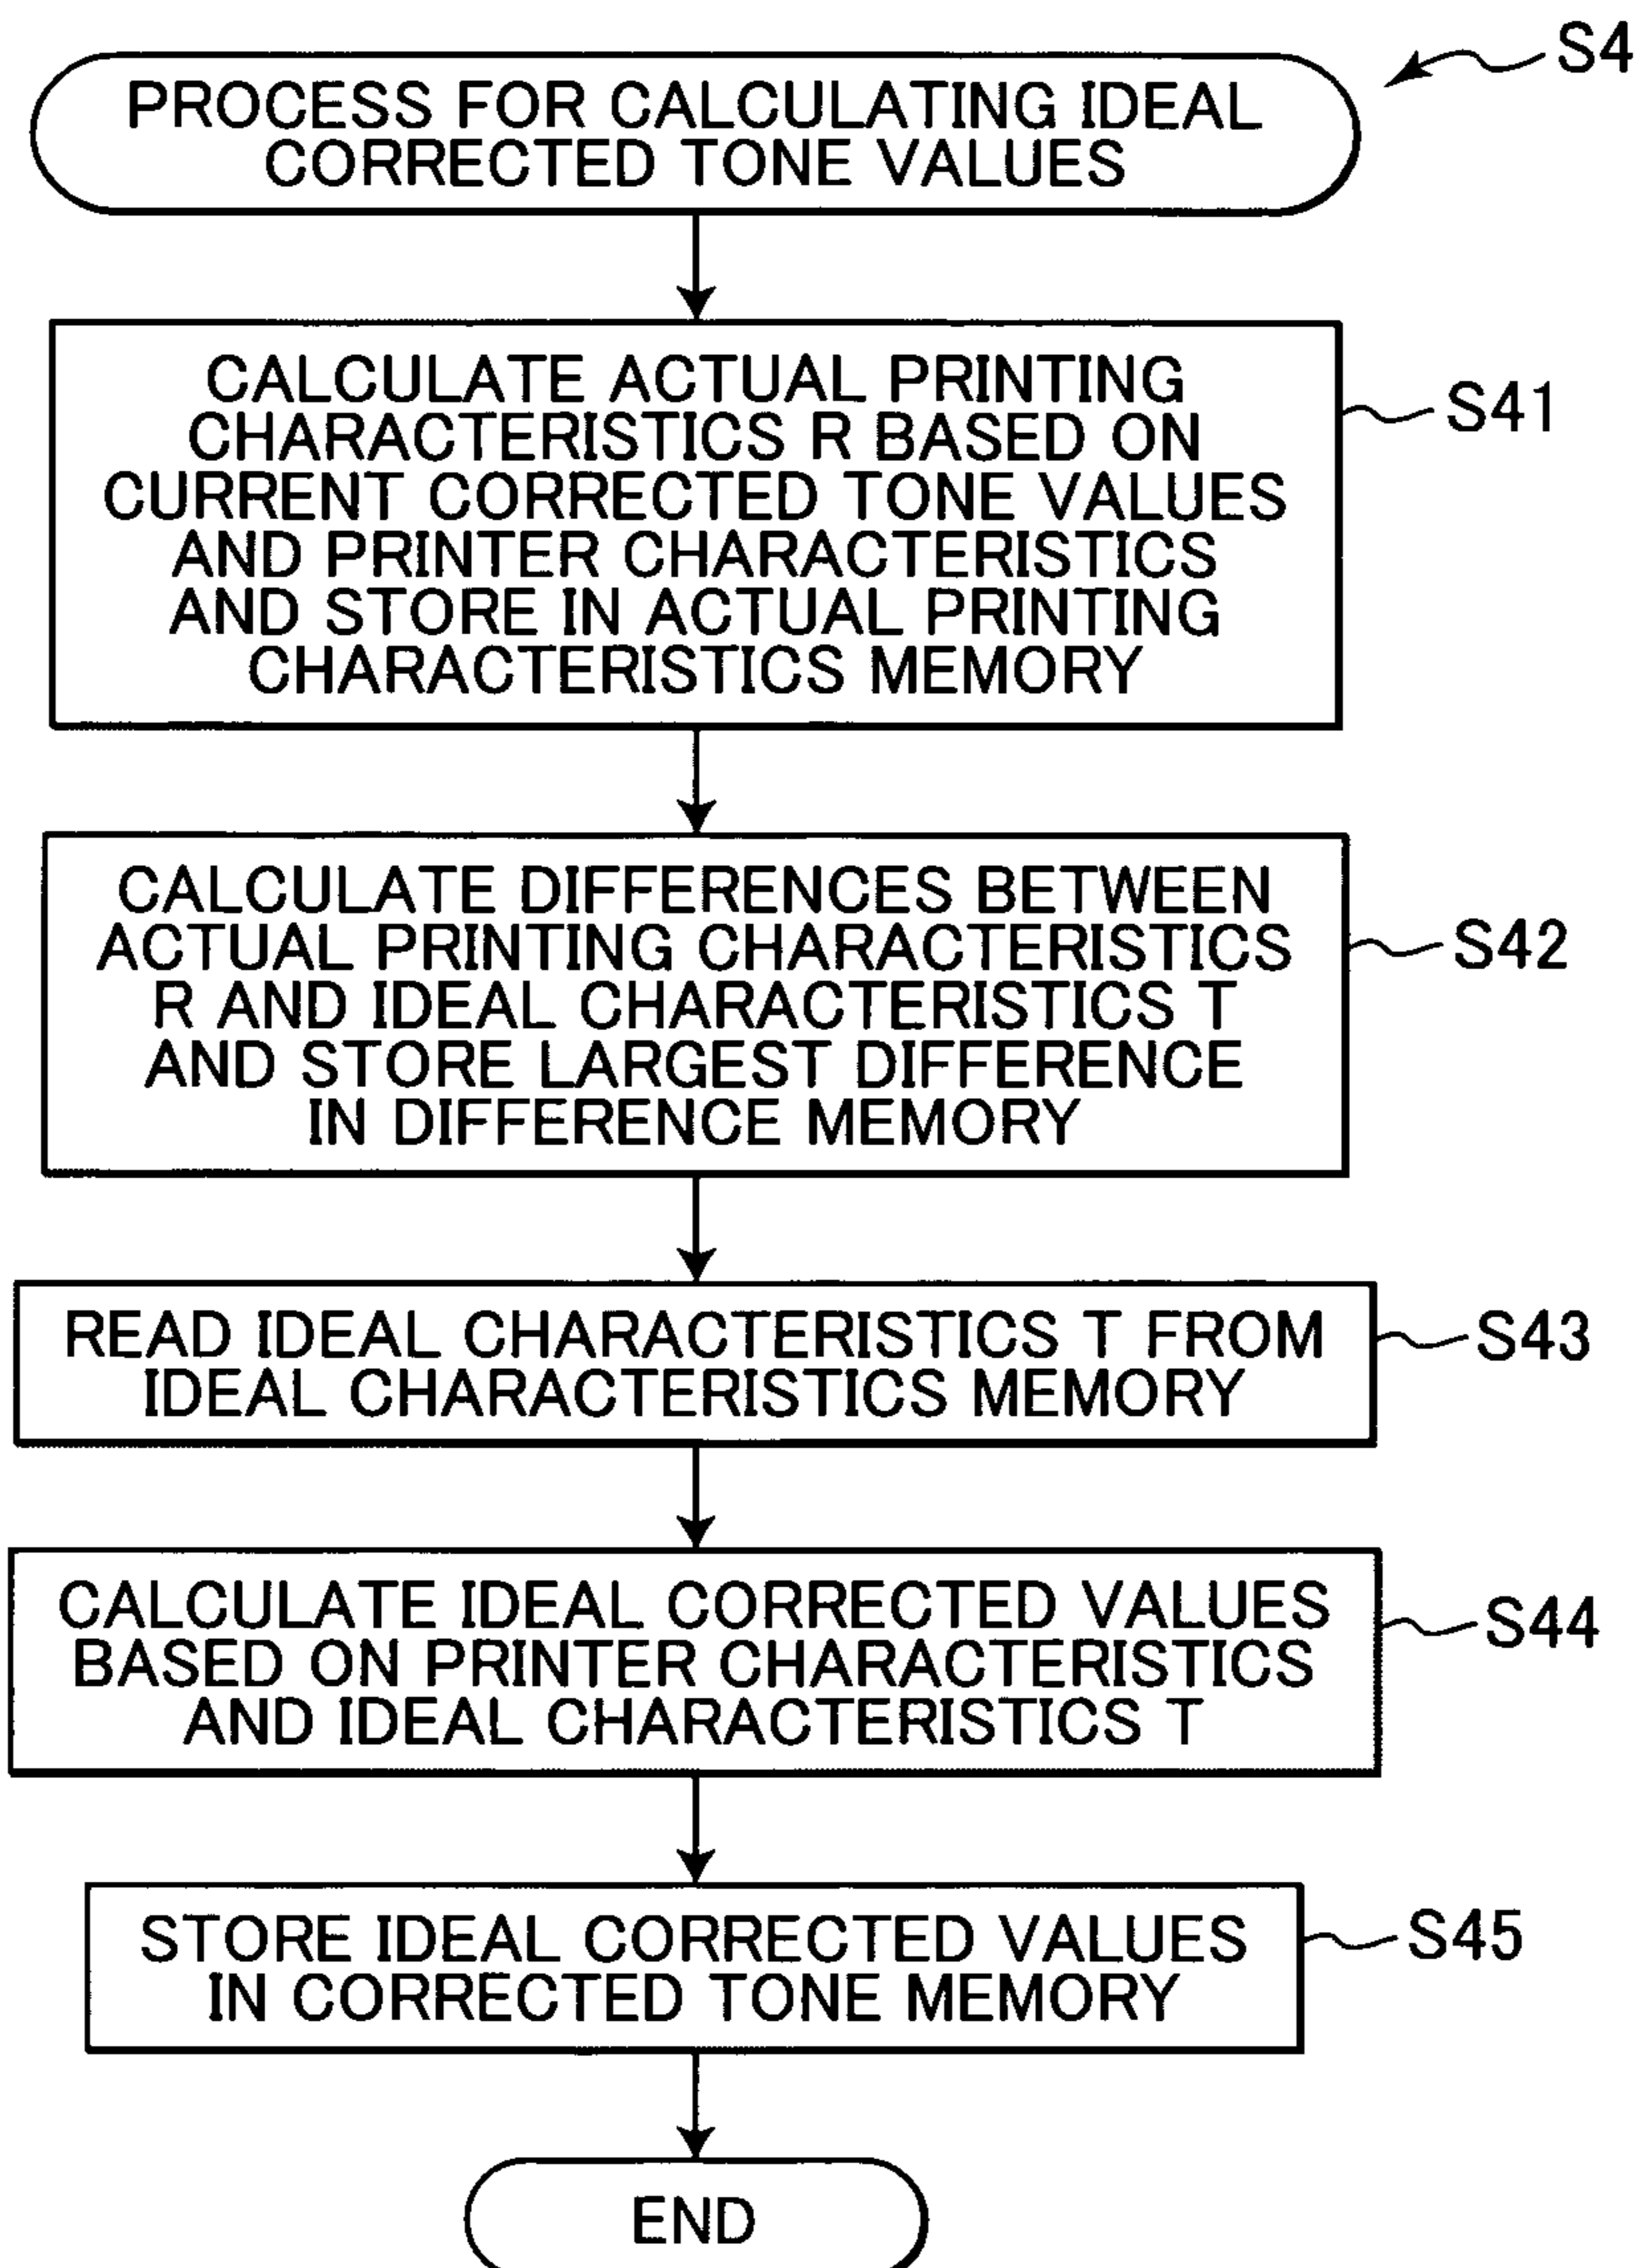 S4
PROCESS FOR CALCULATING IDEAL
CORRECTED TONE VALUES
CALCULATE ACTUAL PRINTING
CHARACTERISTICS R BASED ON
CURRENT CORRECTED TONE VALUES
AND PRINTER CHARACTERISTICS
AND STORE IN ACTUAL PRINTING
CHARACTERISTICS MEMORY
S41
CALCULATE DIFFERENCES BETWEEN
ACTUAL PRINTING CHARACTERISTICS
R AND IDEAL CHARACTERISTICS T
AND STORE LARGEST DIFFERENCE
IN DIFFERENCE MEMORY
S42
READ IDEAL CHARACTERISTICS T FROM
IDEAL CHARACTERISTICS MEMORY
S43
CALCULATE IDEAL CORRECTED VALUES
BASED ON PRINTER CHARACTERISTICS
AND IDEAL CHARACTERISTICS T
S44
STORE IDEAL CORRECTED VALUES
IN CORRECTED TONE MEMORY
S45
END